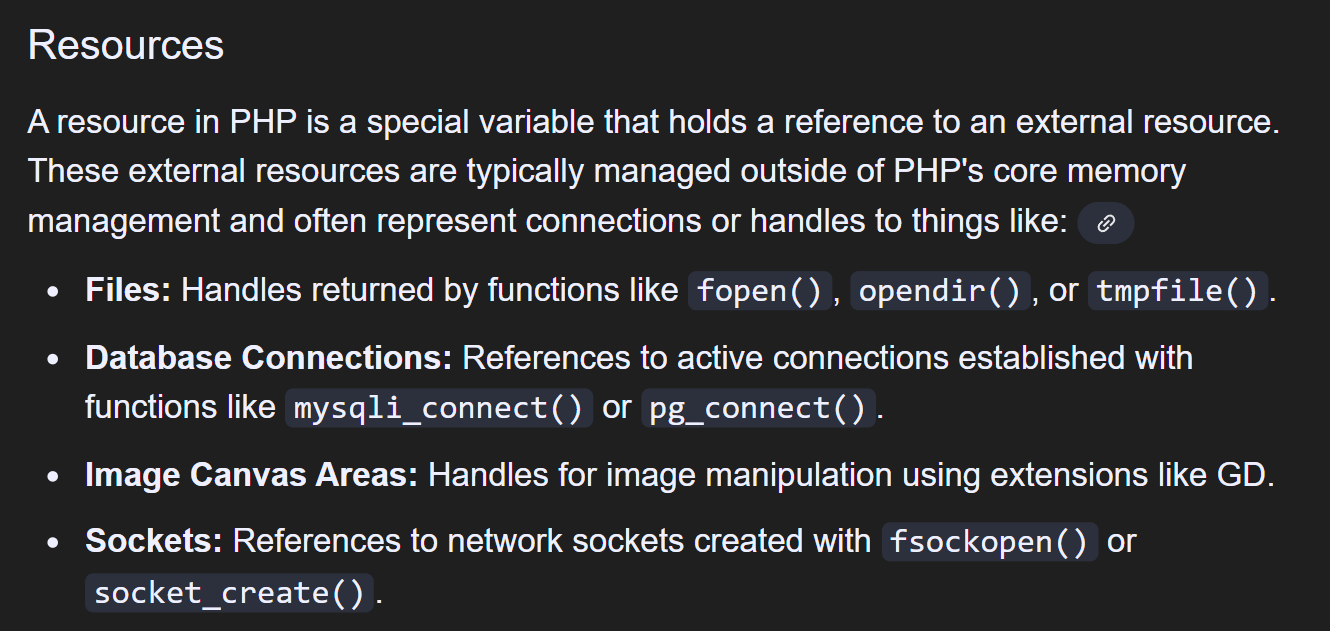 Resources
A resource in PHP is a special variable that holds a reference to an external resource.
These external resources are typically managed outside of PHP's core memory
management and often represent connections or handles to things like:
• Files: Handles returned by functions like fopen(), opendir(), or tmpfile().
• Database Connections: References to active connections established with
functions like mysqli_connect() or pg_connect().
• Image Canvas Areas: Handles for image manipulation using extensions like GD.
• Sockets: References to network sockets created with fsockopen() or
socket_create().